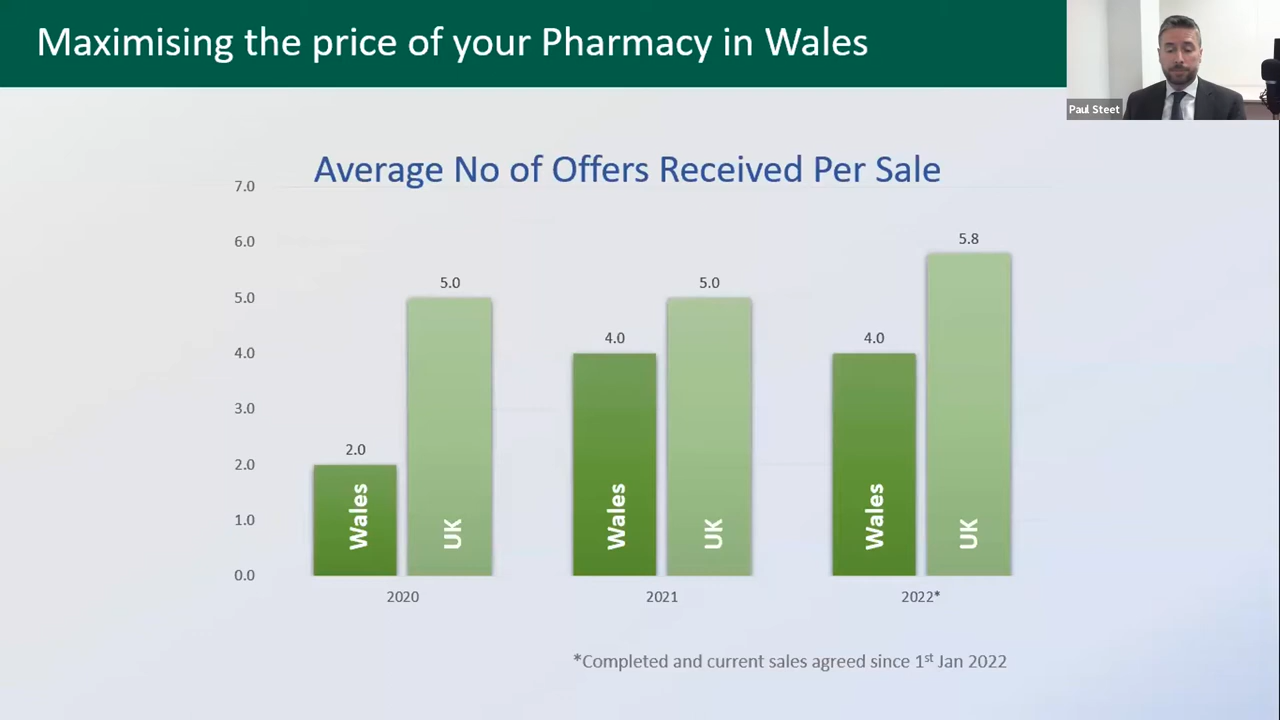 Maximising the price of your Pharmacy in Wales
Paul Steet
Average No of Offers Received Per Sale
7.0
6.0
5.0
4.0
3.0
2.0
1.0
0.0
2.0
5.0
4.0
5.0
4.0
5.8
Wales
UK
Wales
UK
Wales
UK
2020
2021
2022*
*Completed and current sales agreed since 1st Jan 2022